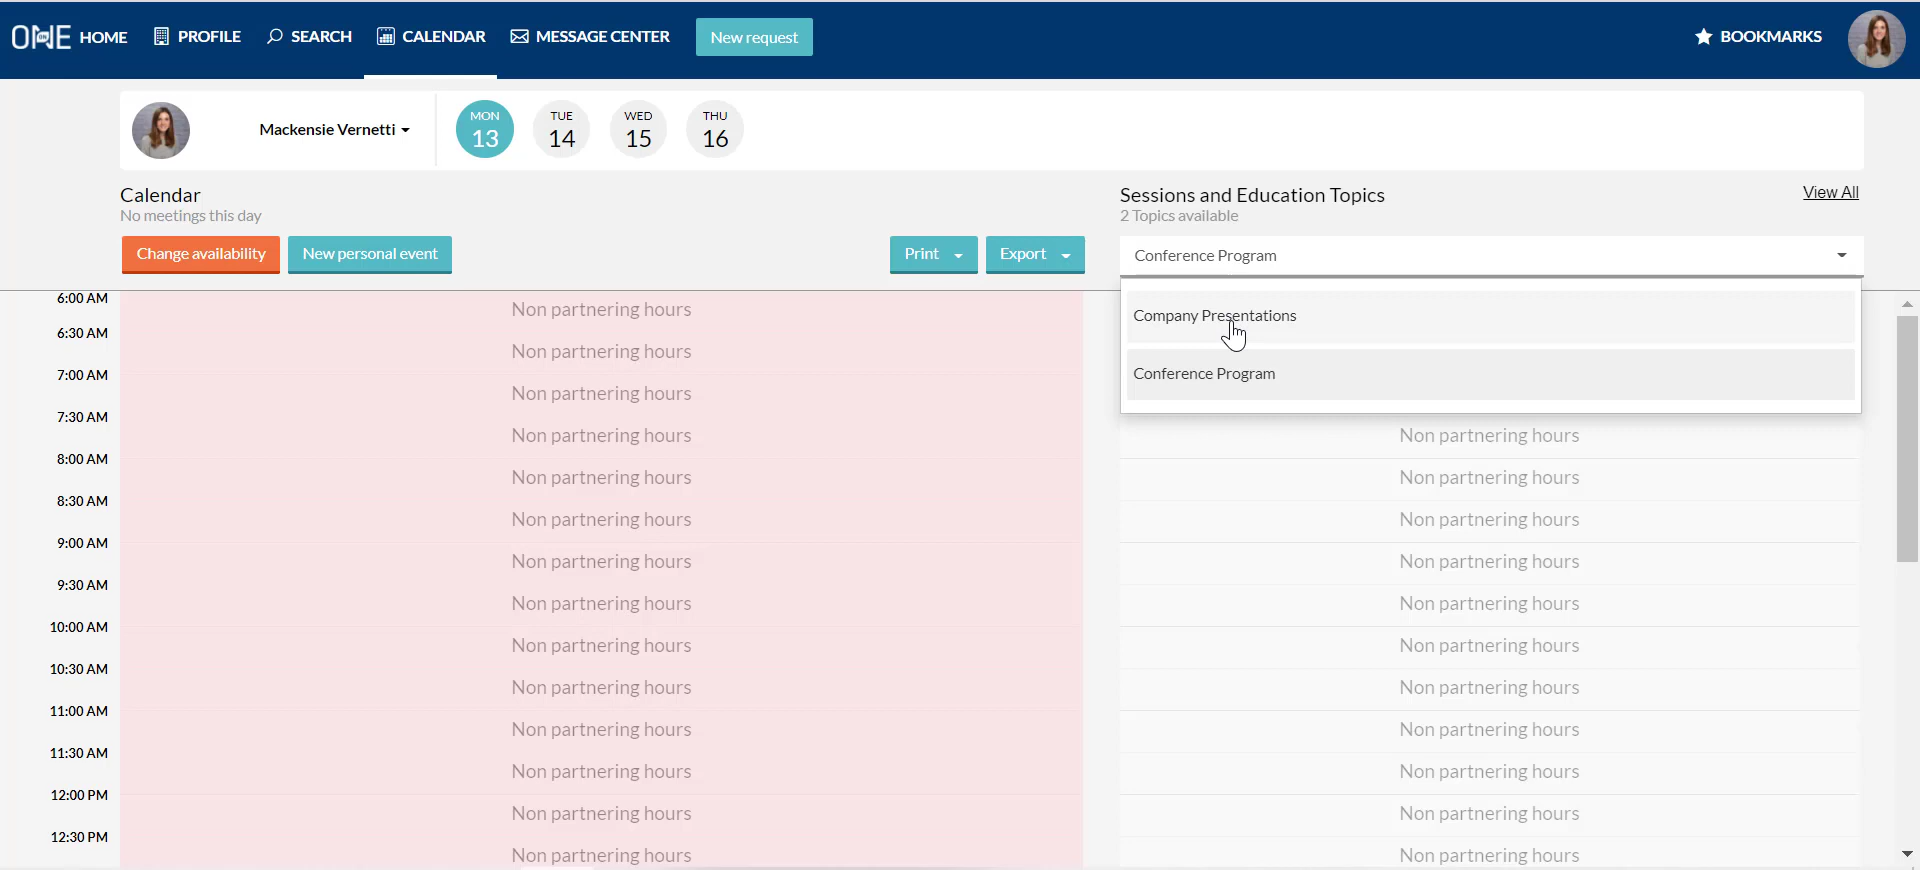 ONE HOME PROFILE SEARCH CALENDAR MESSAGE CENTER New request BOOKMARKS
Mackensie Vernetti
MON 13 TUE 14 WED 15 THU 16
Calendar
No meetings this day
Change availability New personal event Print Export
Sessions and Education Topics View All
2 Topics available
Conference Program
Company Presentations
Conference Program
6:00 AM Non partnering hours
6:30 AM Non partnering hours
7:00 AM Non partnering hours
7:30 AM Non partnering hours Non partnering hours
8:00 AM Non partnering hours Non partnering hours
8:30 AM Non partnering hours Non partnering hours
9:00 AM Non partnering hours Non partnering hours
9:30 AM Non partnering hours Non partnering hours
10:00 AM Non partnering hours Non partnering hours
10:30 AM Non partnering hours Non partnering hours
11:00 AM Non partnering hours Non partnering hours
11:30 AM Non partnering hours Non partnering hours
12:00 PM Non partnering hours Non partnering hours
12:30 PM Non partnering hours Non partnering hours